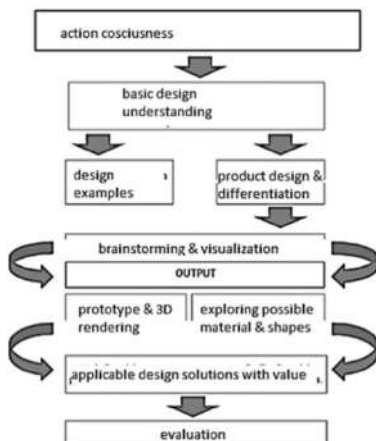 action cosciusness
basic design
understanding
design
examples
product design &
differentiation
brainstorming & visualization
OUTPUT
prototype & 3D
rendering
exploring possible
material & shapes
applicable design solutions with value
evaluation